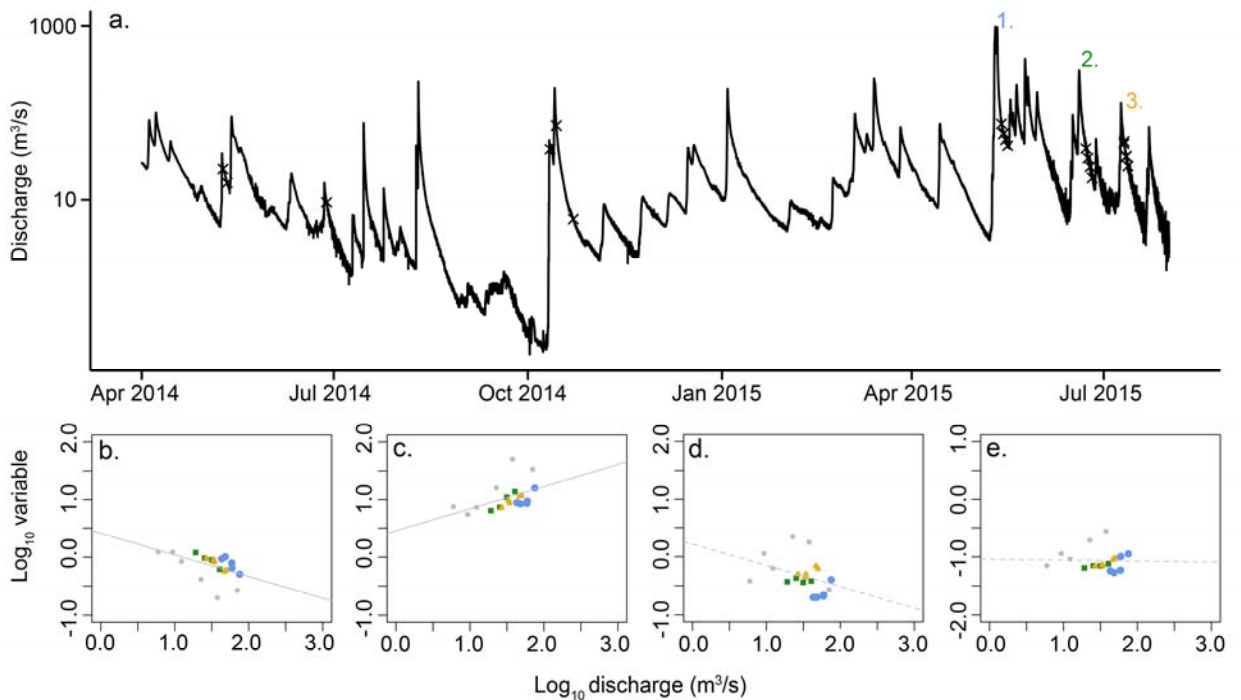 a.
1000
10
Discharge (m³/s)
1.
2.
3.
Apr 2014 Jul 2014 Oct 2014 Jan 2015 Apr 2015 Jul 2015
b.
c.
d.
e.
Log₁₀ variable
2.0 1.0 0.0 -1.0
2.0 1.0 0.0 -1.0
2.0 1.0 0.0 -1.0
1.0 0.0 -1.0 -2.0
0.0 1.0 2.0 3.0
0.0 1.0 2.0 3.0
0.0 1.0 2.0 3.0
0.0 1.0 2.0 3.0
Log₁₀ discharge (m³/s)